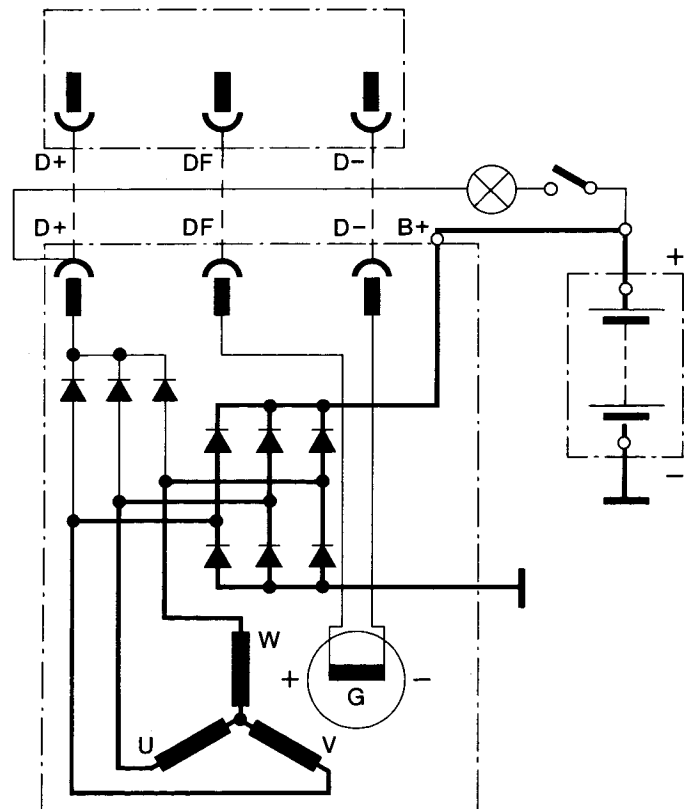 D+ DF D-
D+ DF D- B+
+
-
W
+ G -
U V